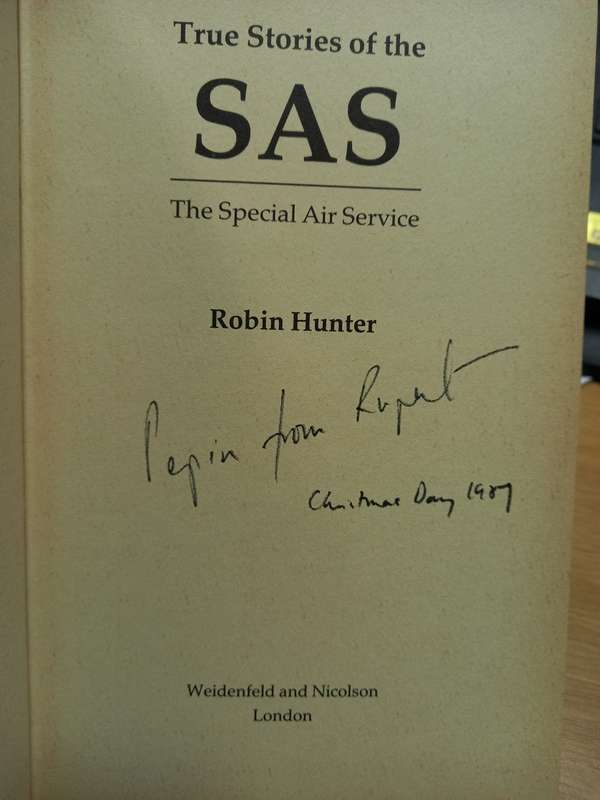 True Stories of the
SAS
The Special Air Service
Robin Hunter
Pepin from Rupert
Christmas Day 1987
Weidenfeld and Nicolson
London